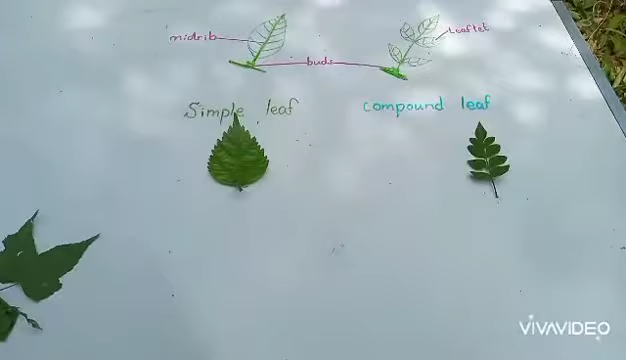 midrib
Leaflet
buds
Simple leaf
compound leaf
VIVAVIDEO